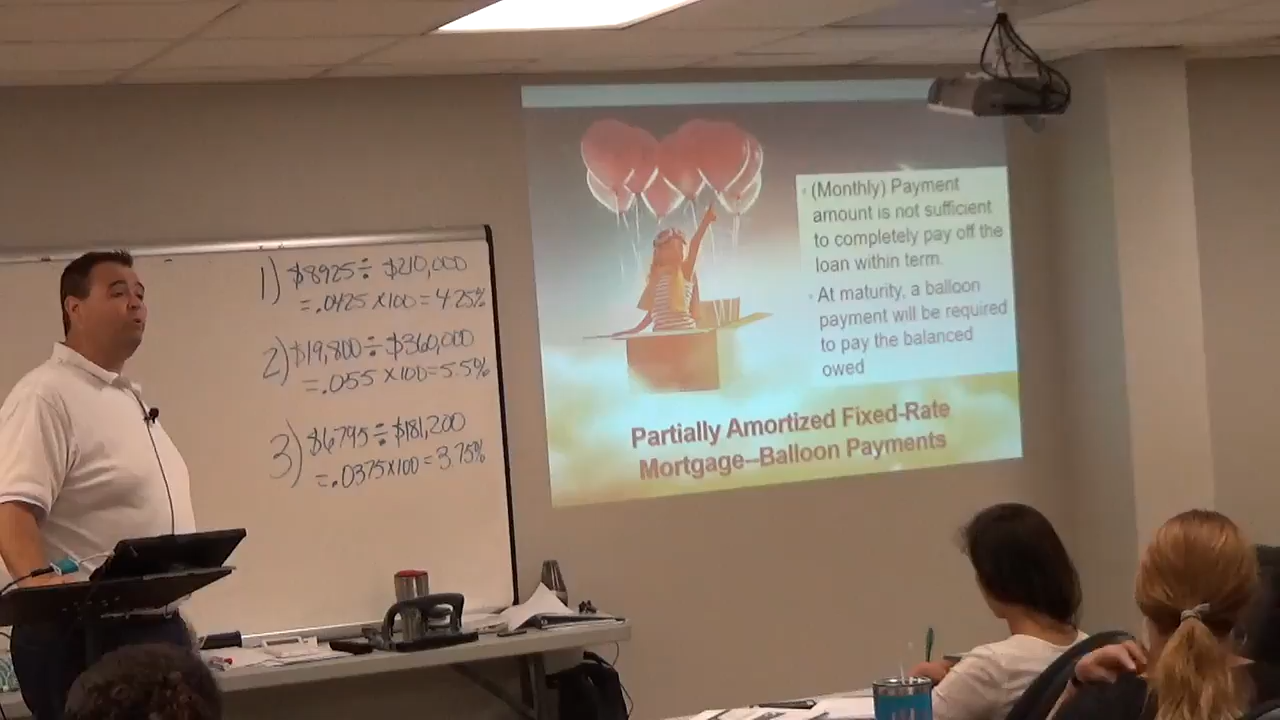 1) $8925 ÷ $210,000
= .0425 x100 = 4.25%
2) $19,800 ÷ $360,000
= .055 x100 = 5.5%
3) $6795 ÷ $181,200
= .0375x100 = 3.75%
(Monthly) Payment
amount is not sufficient
to completely pay off the
loan within term.
At maturity, a balloon
payment will be required
to pay the balanced
owed
Partially Amortized Fixed-Rate
Mortgage--Balloon Payments